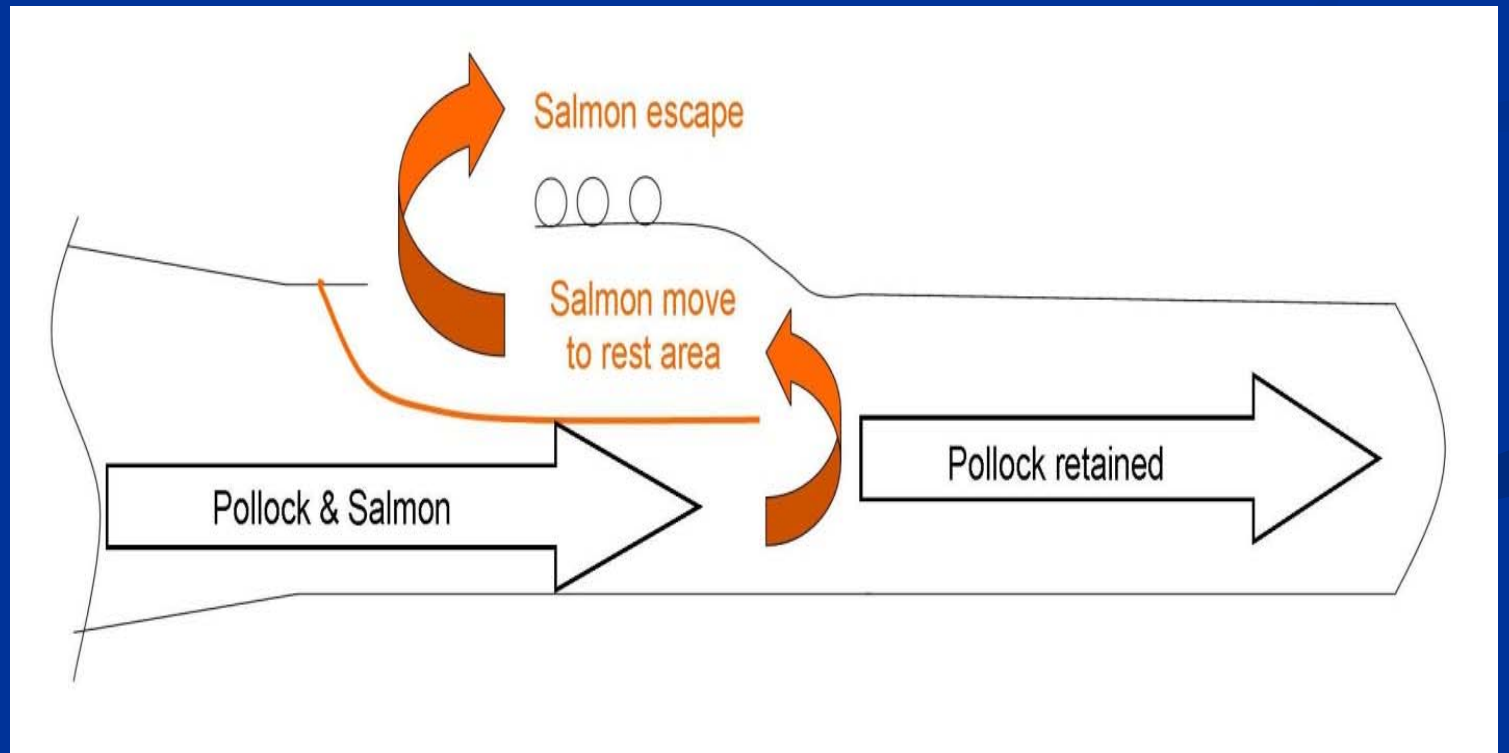 Salmon escape
Salmon move
to rest area
Pollock & Salmon
Pollock retained